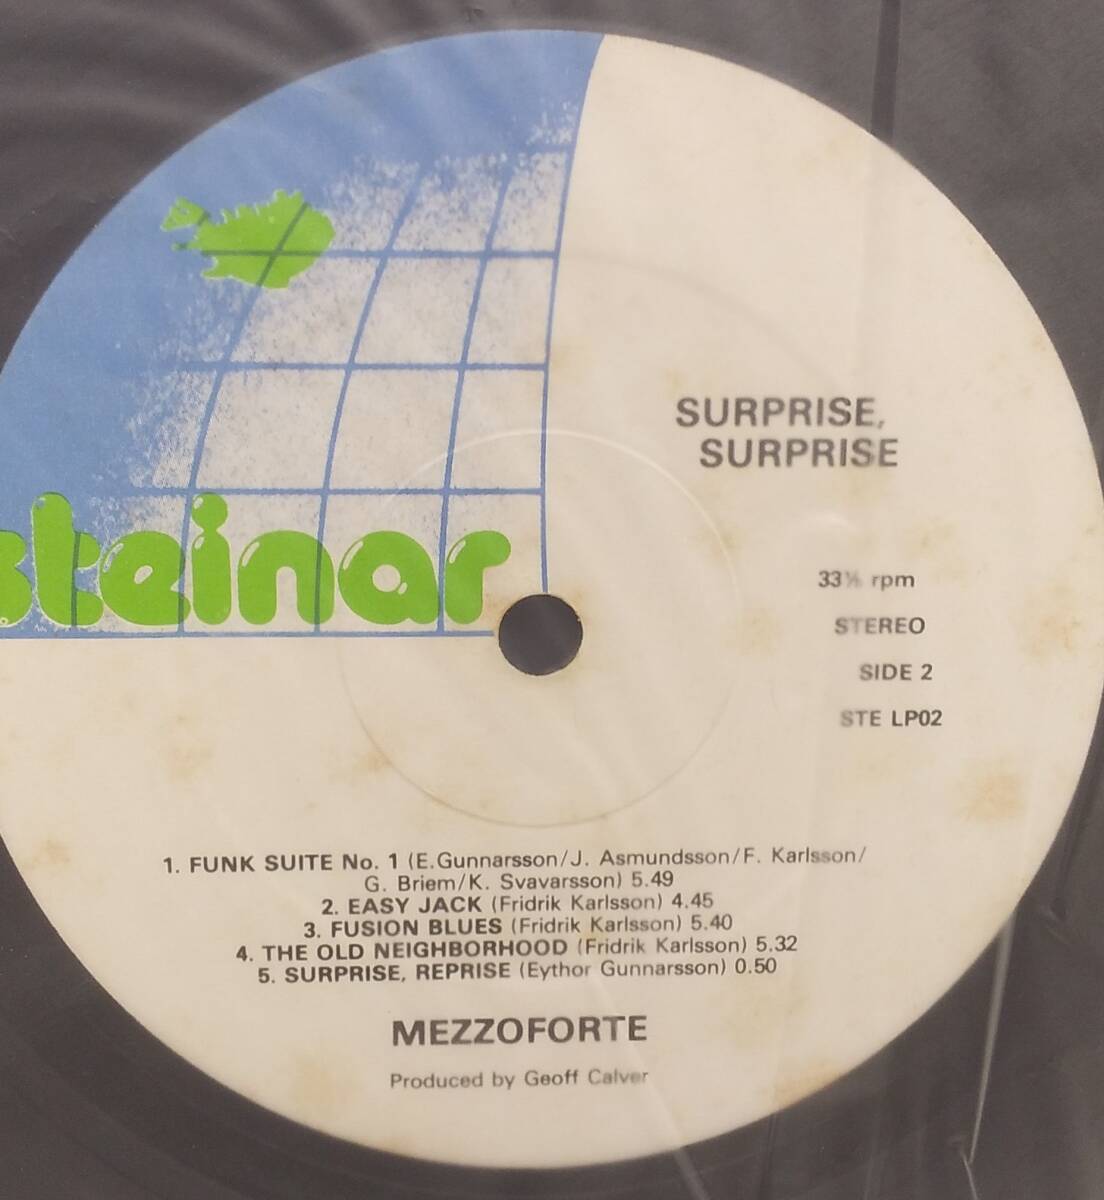 steinar
SURPRISE,
SURPRISE
33⅓ rpm
STEREO
SIDE 2
STE LP02
1. FUNK SUITE No. 1 (E.Gunnarsson/J. Asmundsson/F. Karlsson/
G. Briem/K. Svavarsson) 5.49
2. EASY JACK (Fridrik Karlsson) 4.45
3. FUSION BLUES (Fridrik Karlsson) 5.40
4. THE OLD NEIGHBORHOOD (Fridrik Karlsson) 5.32
5. SURPRISE, REPRISE (Eythor Gunnarsson) 0.50
MEZZOFORTE
Produced by Geoff Calver